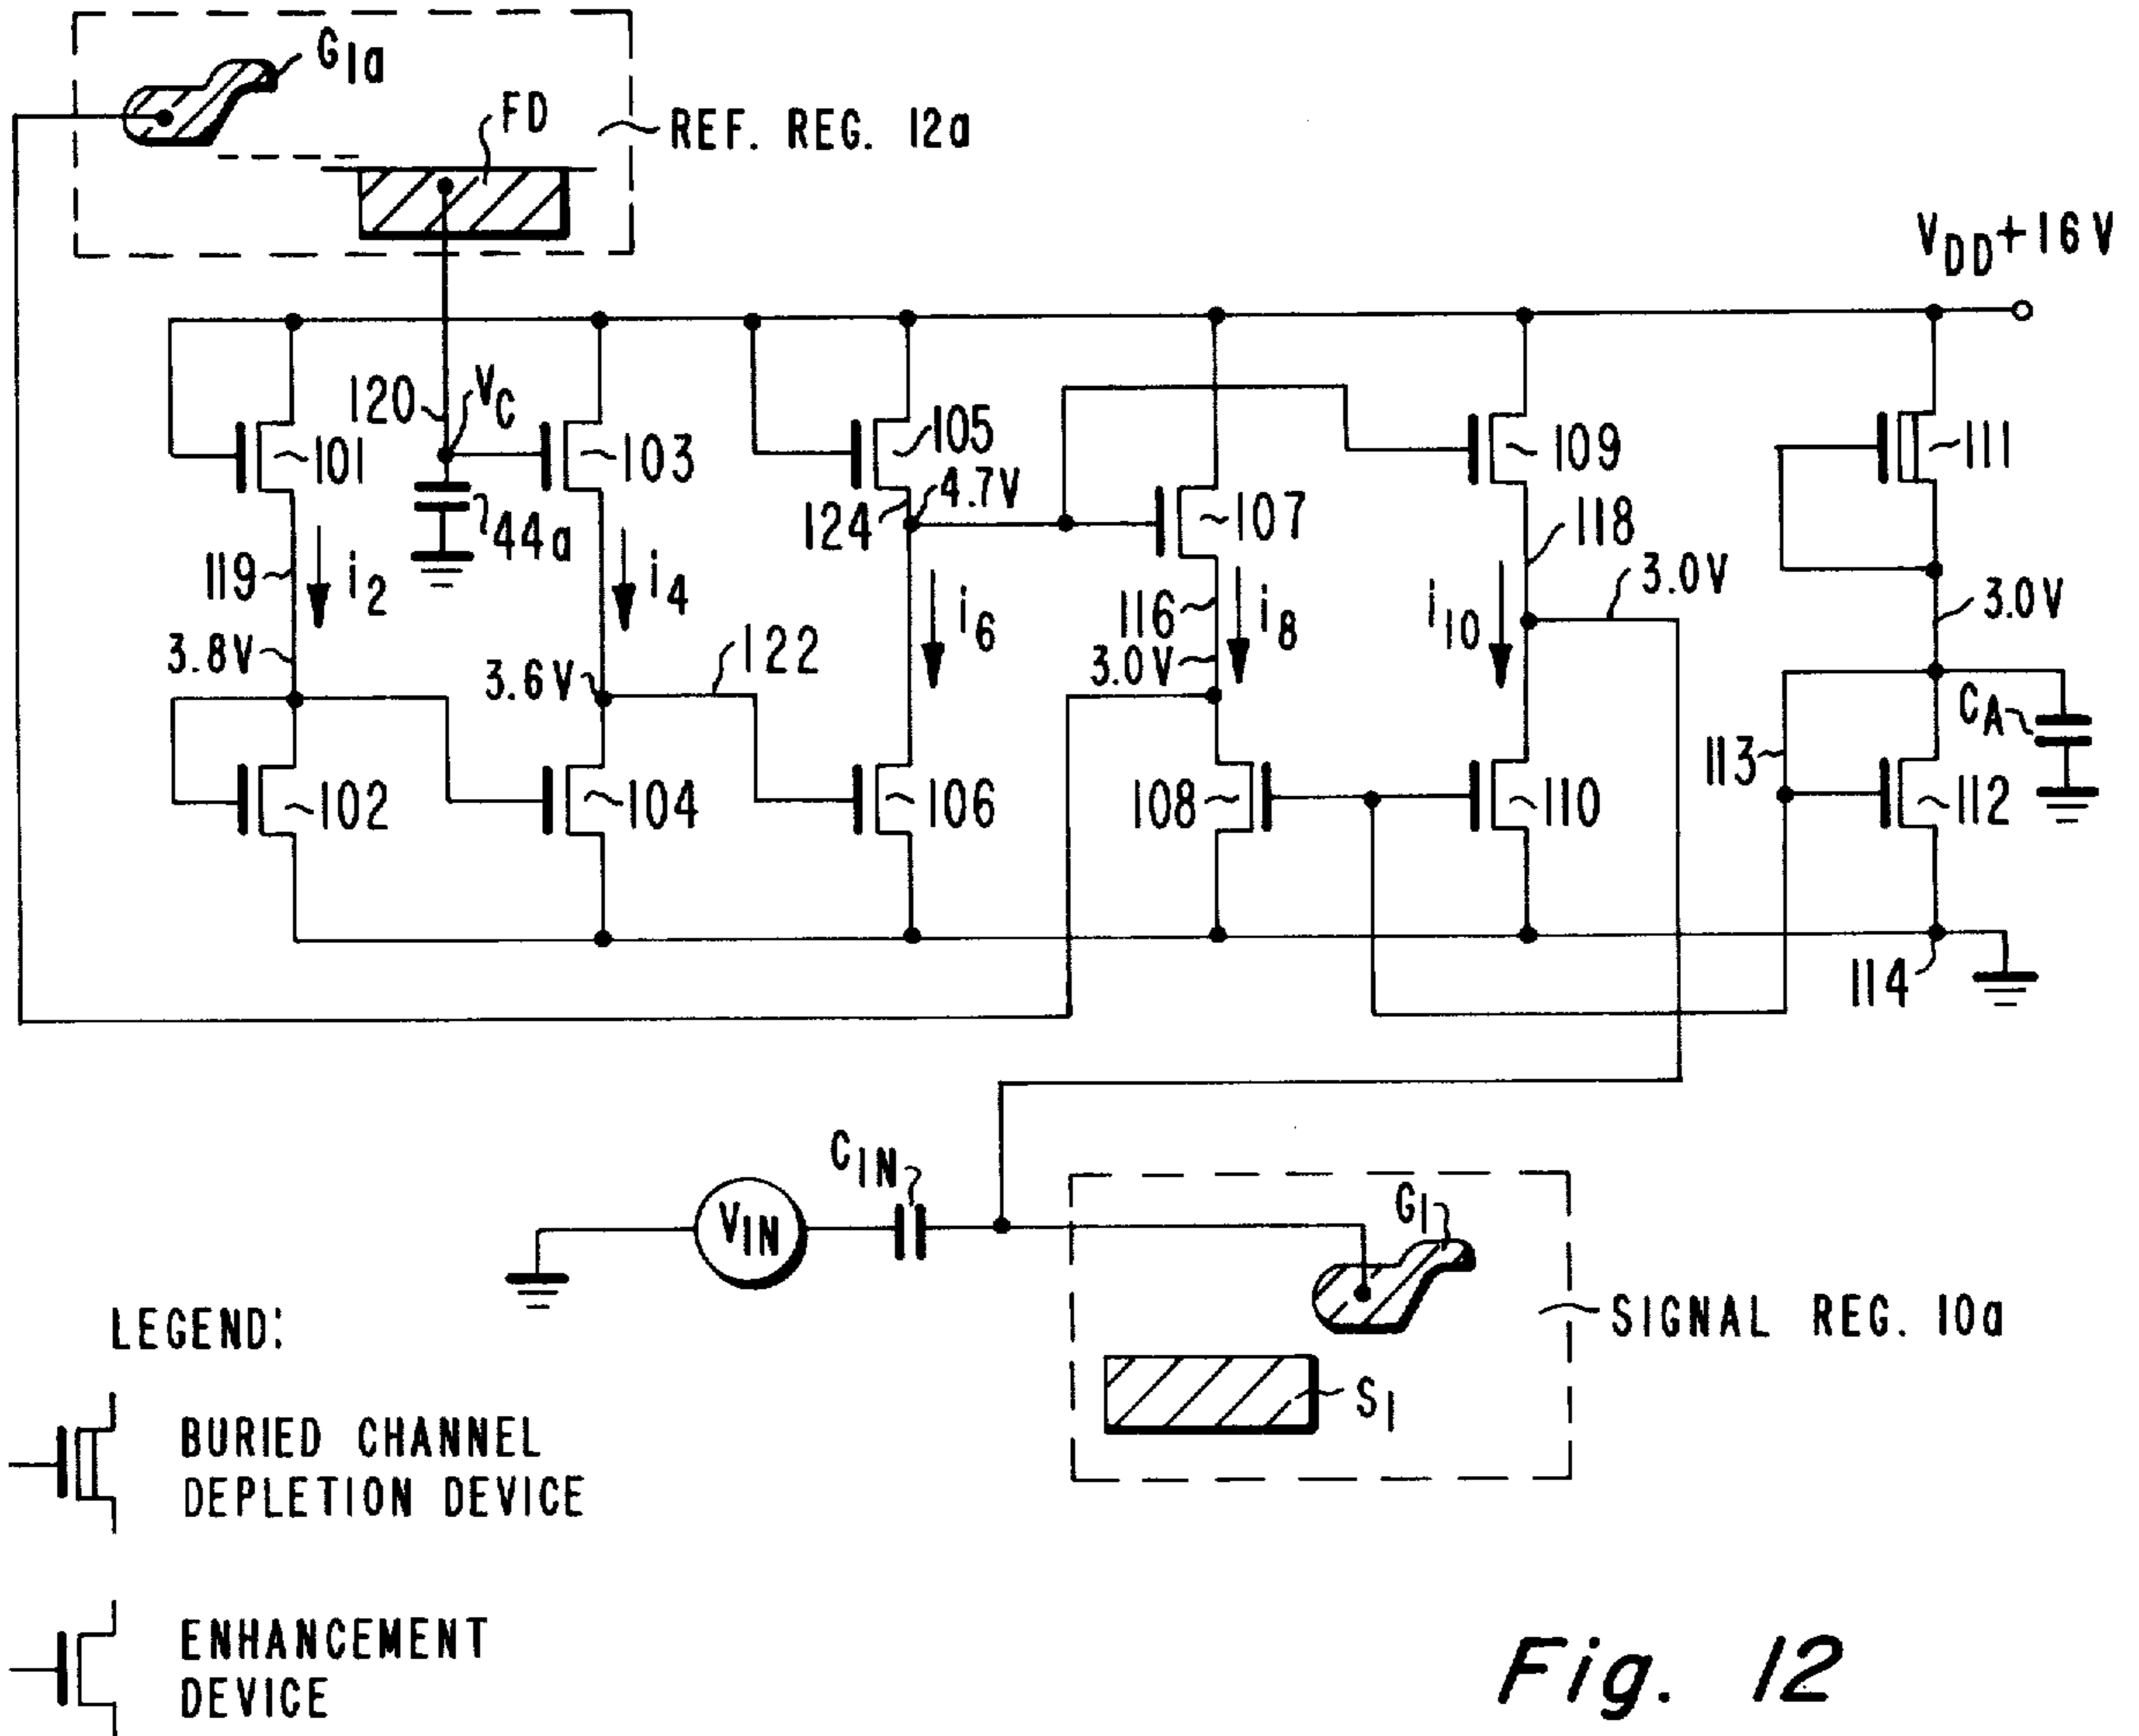 G1a
FD
REF. REG. 12a
VDD+16V
120
VC
101
103
105
109
111
44a
124
4.7V
107
118
119
i2
i4
i6
116
i8
i10
3.0V
3.0V
3.8V
3.6V
122
3.0V
CA
113
102
104
106
108
110
112
114
CIN
VIN
G1
SIGNAL REG. 10a
S1
LEGEND:
BURIED CHANNEL
DEPLETION DEVICE
ENHANCEMENT
DEVICE
Fig. 12